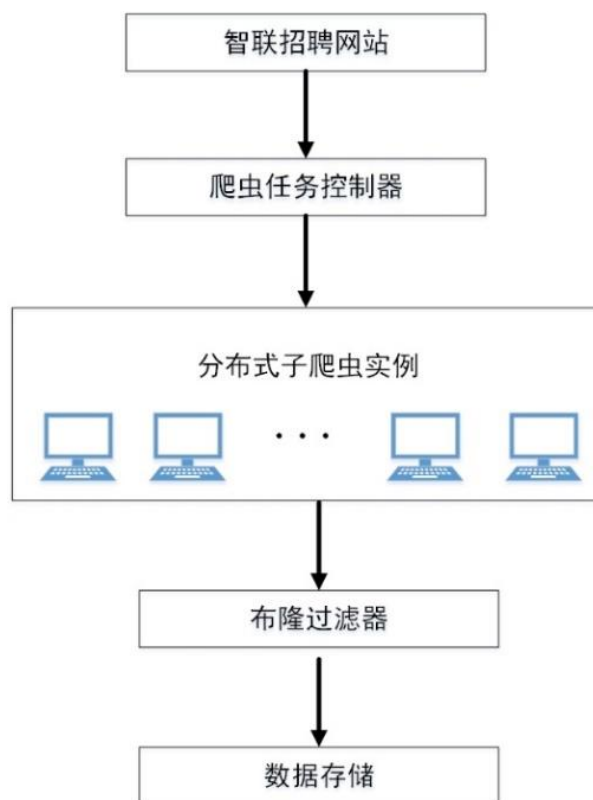 智联招聘网站
爬虫任务控制器
分布式子爬虫实例
...
布隆过滤器
数据存储